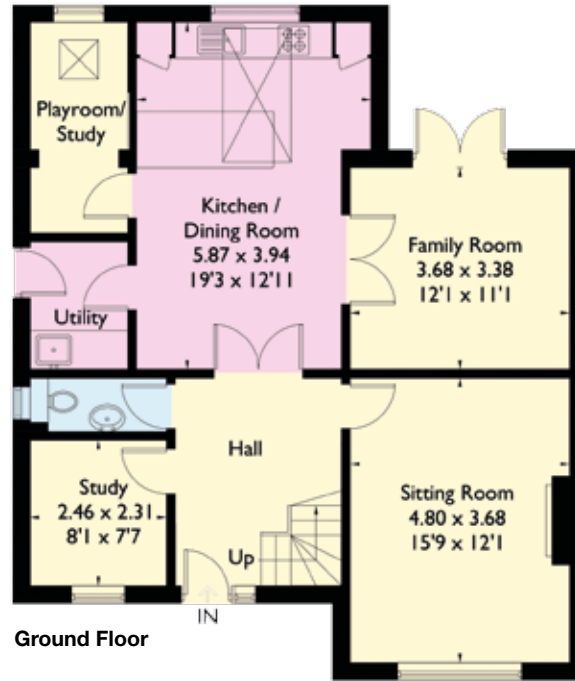 Playroom/
Study
Kitchen /
Dining Room
5.87 x 3.94
19'3 x 12'11
Family Room
3.68 x 3.38
12'1 x 11'1
Utility
Hall
Study
2.46 x 2.31
8'1 x 7'7
Sitting Room
4.80 x 3.68
15'9 x 12'1
Up
IN
Ground Floor